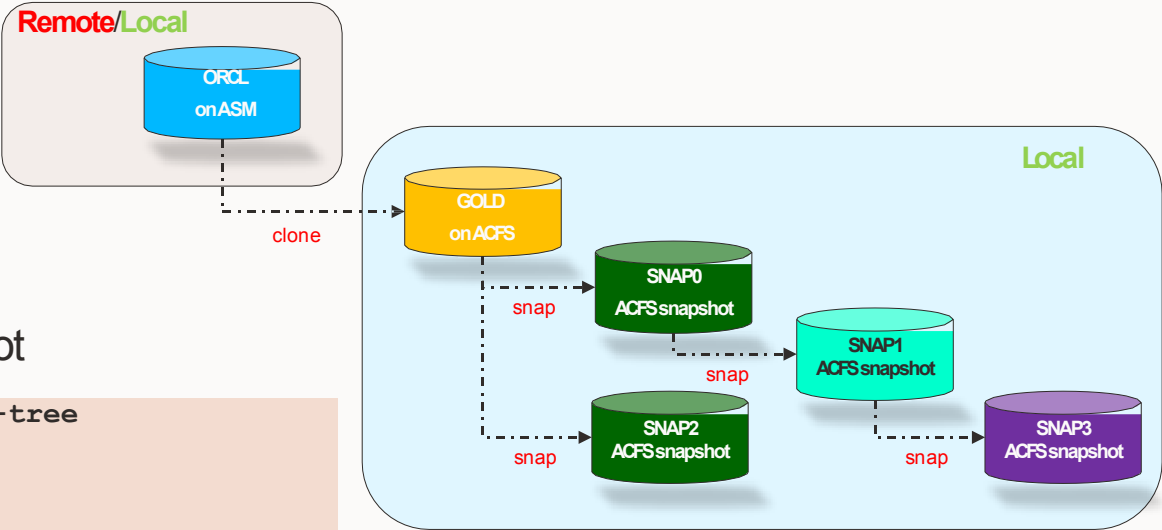 Remote/Local
ORCL
on ASM
Local
GOLD
on ACFS
clone
SNAP0
ACFS snapshot
snap
SNAP1
ACFS snapshot
snap
ot
-tree
SNAP2
ACFS snapshot
snap
SNAP3
ACFS snapshot
snap